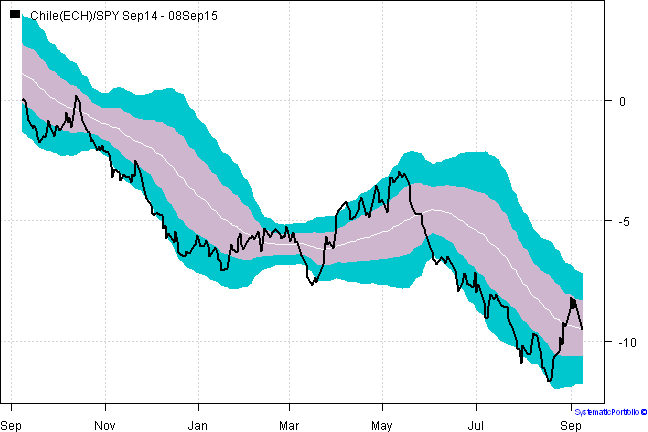 Chile(ECH)/SPY Sep14 - 08Sep15
0
-5
-10
Sep Nov Jan Mar May Jul Sep
SystematicPortfolio ©